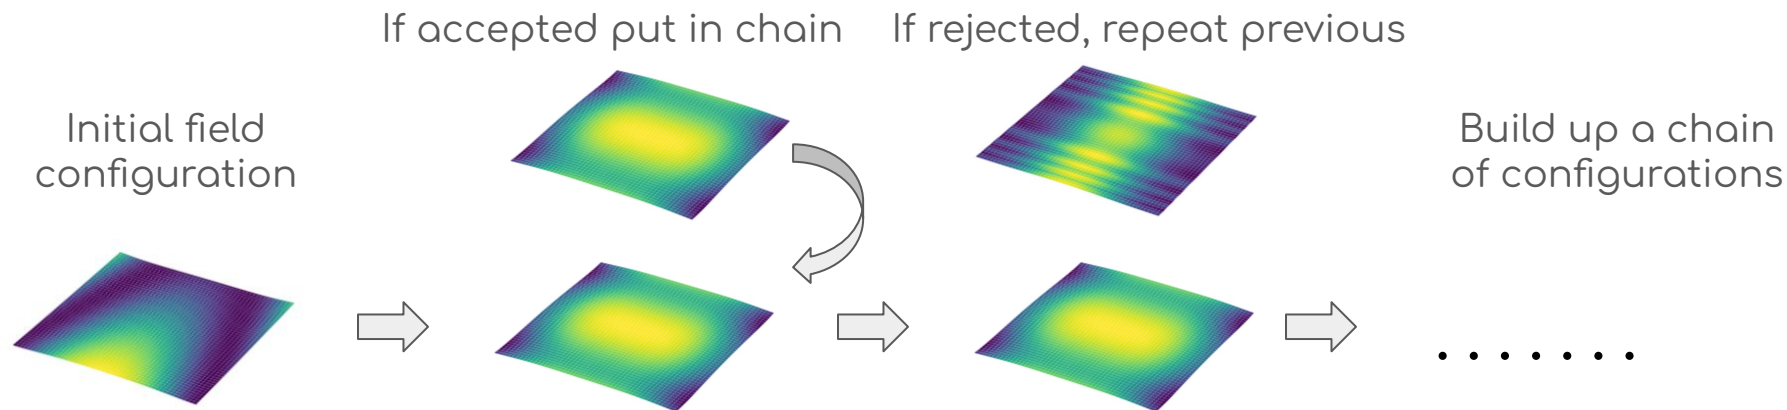 If accepted put in chain
If rejected, repeat previous
Initial field
configuration
Build up a chain
of configurations
.......